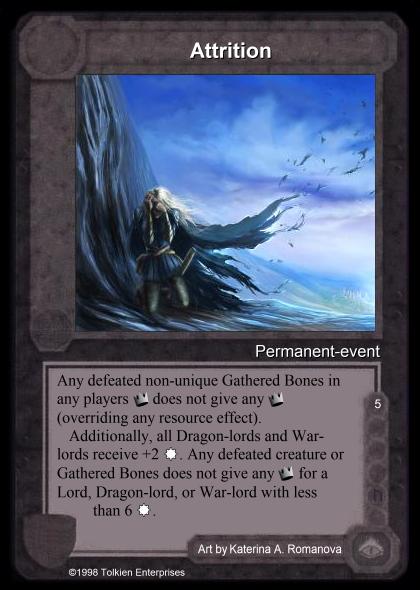 Attrition
Permanent-event
Any defeated non-unique Gathered Bones in
any players does not give any
(overriding any resource effect).
Additionally, all Dragon-lords and War-
lords receive +2 . Any defeated creature or
Gathered Bones does not give any for a
Lord, Dragon-lord, or War-lord with less
than 6 .
5
Art by Katerina A. Romanova
©1998 Tolkien Enterprises